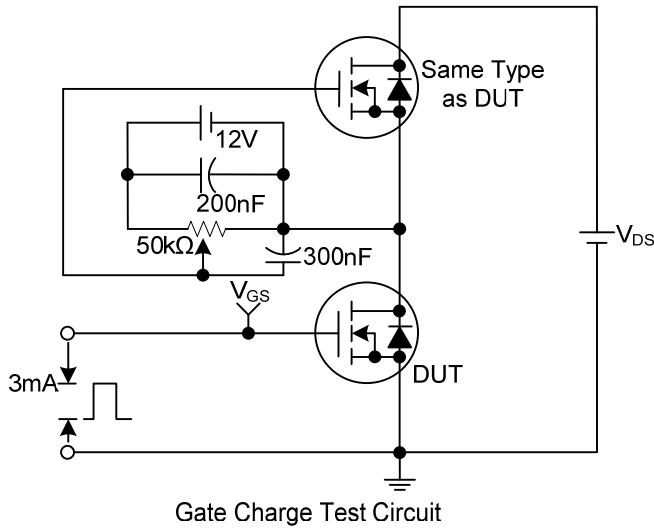 Same Type
as DUT
12V
200nF
50kΩ
300nF
V_DS
V_GS
DUT
3mA
Gate Charge Test Circuit